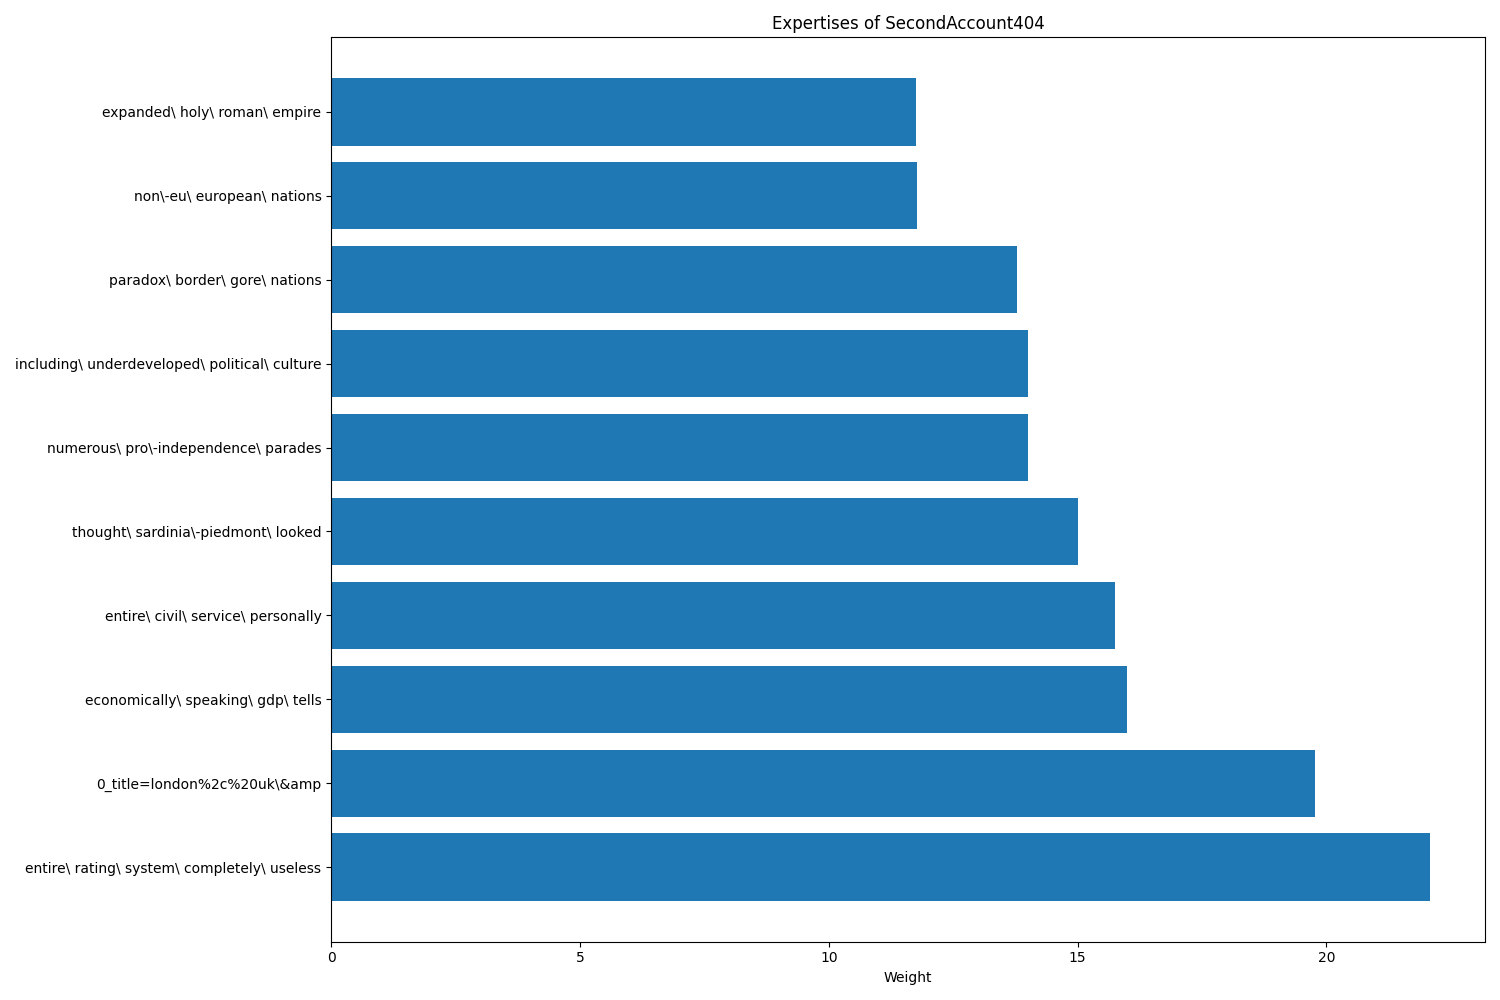 Expertises of SecondAccount404
expanded\ holy\ roman\ empire
non\-eu\ european\ nations
paradox\ border\ gore\ nations
including\ underdeveloped\ political\ culture
numerous\ pro\-independence\ parades
thought\ sardinia\-piedmont\ looked
entire\ civil\ service\ personally
economically\ speaking\ gdp\ tells
0_title=london%2c%20uk\&amp
entire\ rating\ system\ completely\ useless
0 5 10 15 20
Weight